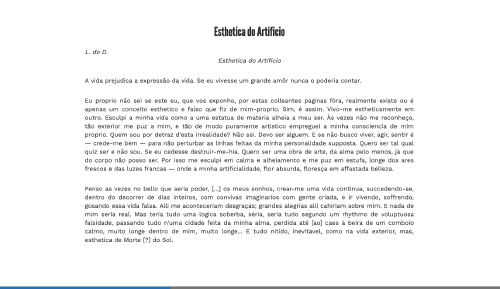 Esthetica do Artificio
L. do D.
Esthetica do Artificio
A vida prejudica a expressão da vida. Se eu vivesse um grande amôr nunca o poderia contar.
Eu proprio não sei se este eu, que vos exponho, por estas colleantes paginas fóra, realmente existe ou é
apenas um conceito esthetico e falso que fiz de mim-proprio. Sim, é assim. Vivo-me estheticamente em
outro. Esculpi a minha vida como a uma estatua de materia alheia a meu ser. Às vezes não me reconheço,
tão exterior me puz a mim, e tão de modo puramente artistico empreguei a minha consciencia de mim
proprio. Quem sou por detraz d'esta irrealidade? Não sei. Devo ser alguem. E se não busco viver, agir, sentir é
— crede-me bem — para não perturbar as linhas feitas da minha personalidade supposta. Quero ser tal qual
quiz ser e não sou. Se eu cedesse destruir-me-hia. Quero ser uma obra de arte, da alma pelo menos, já que
do corpo não posso ser. Por isso me esculpi em calma e alheiamento e me puz em estufa, longe dos ares
frescos e das luzes francas — onde a minha artificialidade, flor absurda, floresça em affastada belleza.
Penso as vezes no bello que seria poder, [...] os meus sonhos, crear-me uma vida continua, succedendo-se,
dentro do decorrer de dias inteiros, com convivas imaginarios com gente criada, e ir vivendo, soffrendo,
gosando essa vida falsa. Alli me aconteceriam desgraças; grandes alegrias alli cahiriam sobre mim. E nada de
mim seria real. Mas teria tudo uma logica soberba, séria, seria tudo segundo um rhythmo de voluptuosa
falsidade, passando tudo n'uma cidade feita da minha alma, perdida até [ao] caes à beira de um comboio
calmo, muito longe dentro de mim, muito longe... E tudo nitido, inevitavel, como na vida exterior, mas,
esthetica de Morte [?] do Sol.